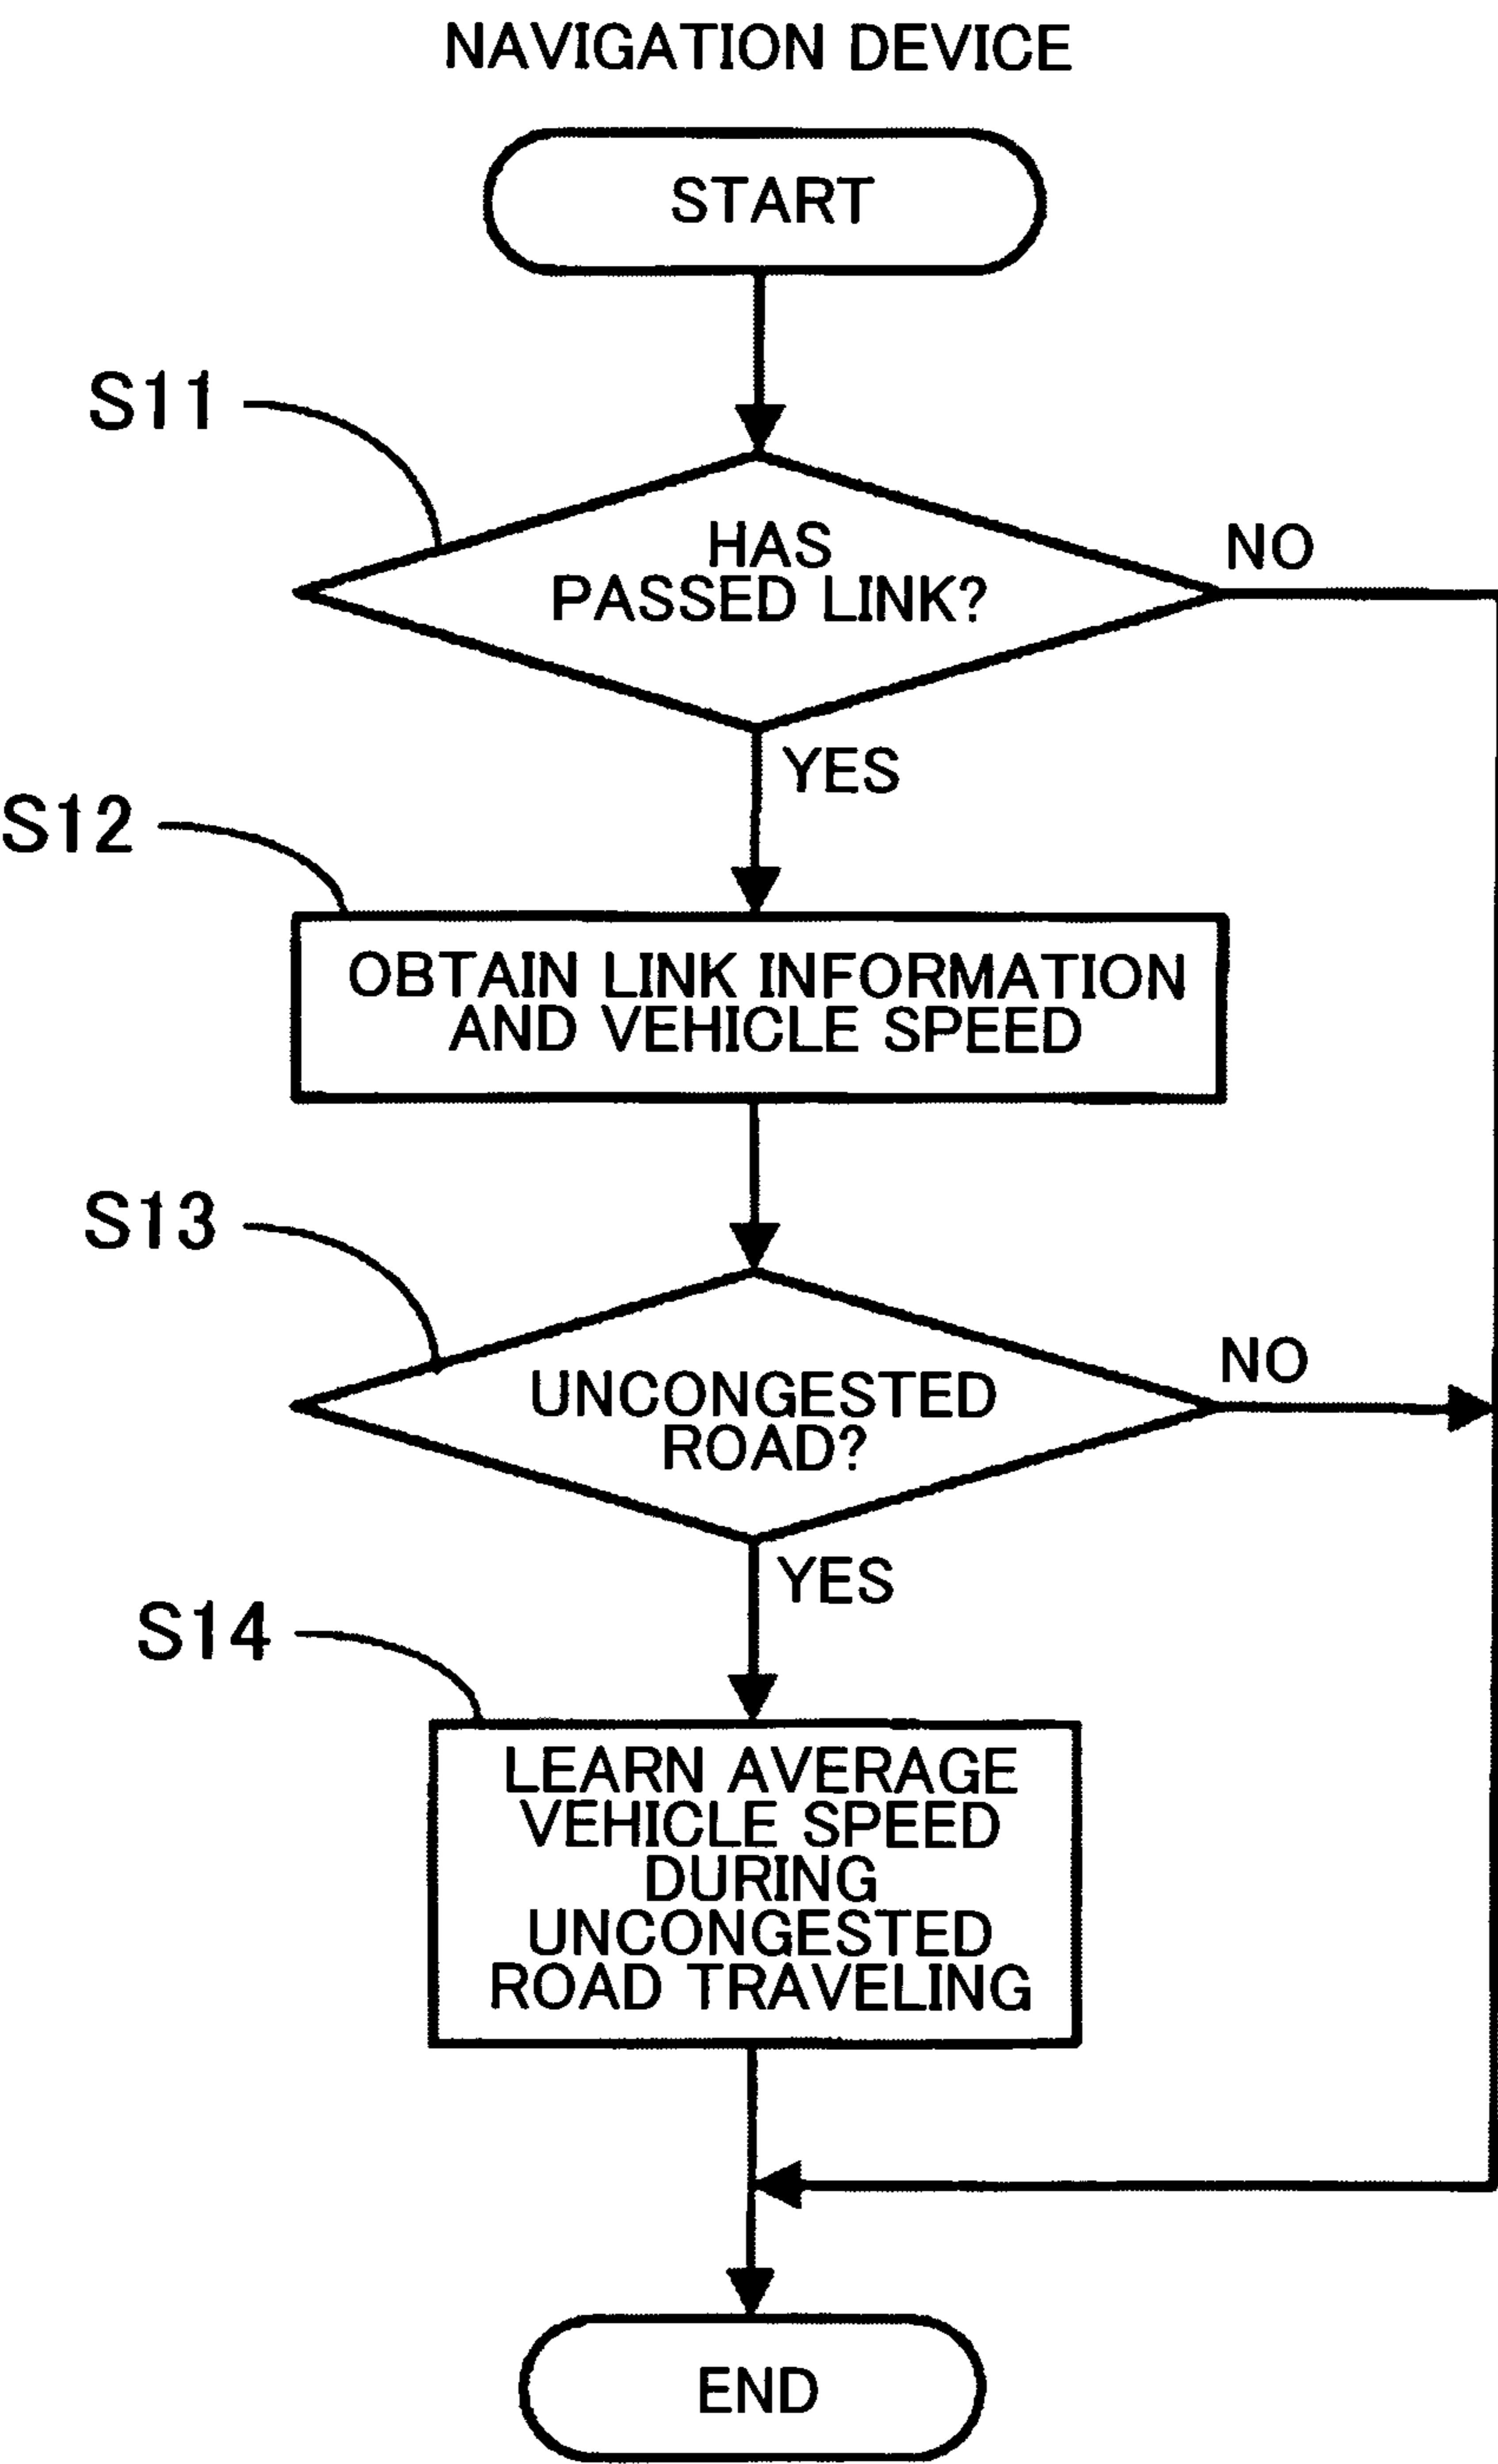 NAVIGATION DEVICE
START
S11
HAS
PASSED LINK?
NO
YES
S12
OBTAIN LINK INFORMATION
AND VEHICLE SPEED
S13
UNCONGESTED
ROAD?
NO
YES
S14
LEARN AVERAGE
VEHICLE SPEED
DURING
UNCONGESTED
ROAD TRAVELING
END